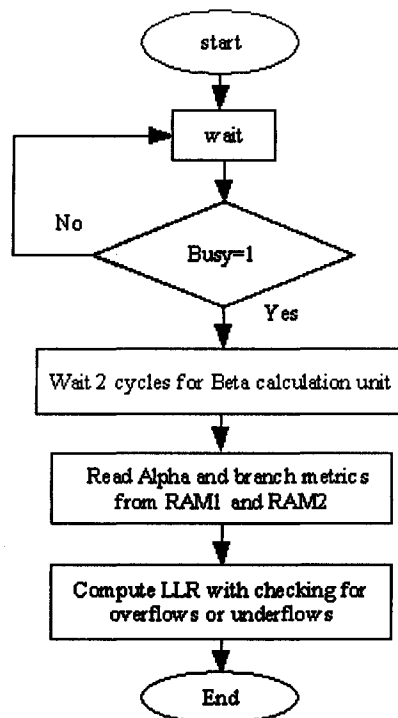 start
wait
No
Busy=1
Yes
Wait 2 cycles for Beta calculation unit
Read Alpha and branch metrics
from RAM1 and RAM2
Compute LLR with checking for
overflows or underflows
End